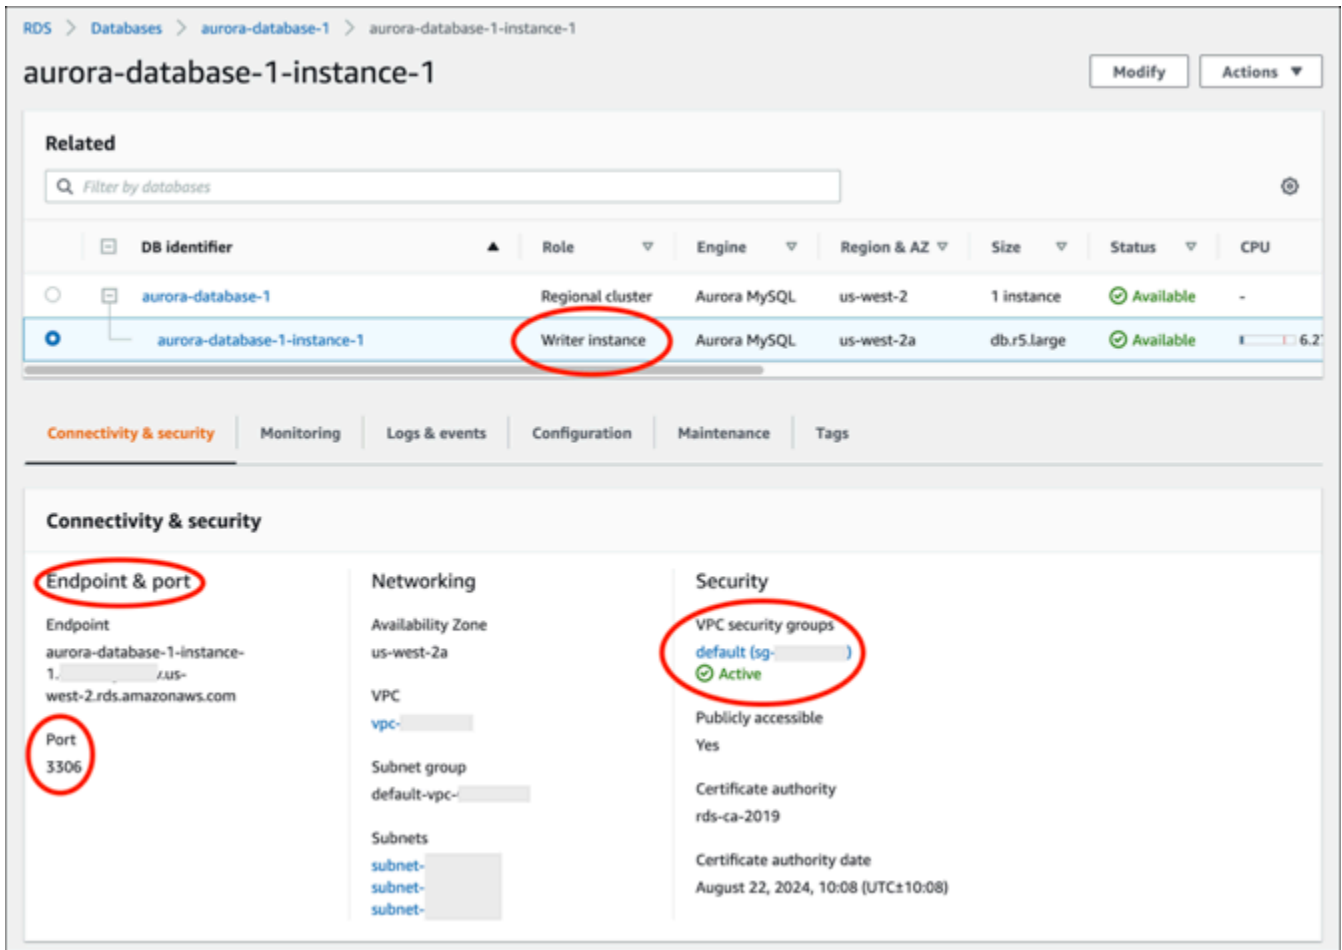 RDS > Databases > aurora-database-1 > aurora-database-1-instance-1
aurora-database-1-instance-1
Modify
Actions
Related
Filter by databases
DB identifier Role Engine Region & AZ Size Status CPU
aurora-database-1 Regional cluster Aurora MySQL us-west-2 1 instance Available -
aurora-database-1-instance-1 Writer instance Aurora MySQL us-west-2a db.r5.large Available 6.2
Connectivity & security Monitoring Logs & events Configuration Maintenance Tags
Connectivity & security
Endpoint & port
Endpoint
aurora-database-1-instance-
1. .us-
west-2.rds.amazonaws.com
Port
3306
Networking
Availability Zone
us-west-2a
VPC
vpc-
Subnet group
default-vpc-
Subnets
subnet-
subnet-
subnet-
Security
VPC security groups
default (sg- )
Active
Publicly accessible
Yes
Certificate authority
rds-ca-2019
Certificate authority date
August 22, 2024, 10:08 (UTC±10:08)